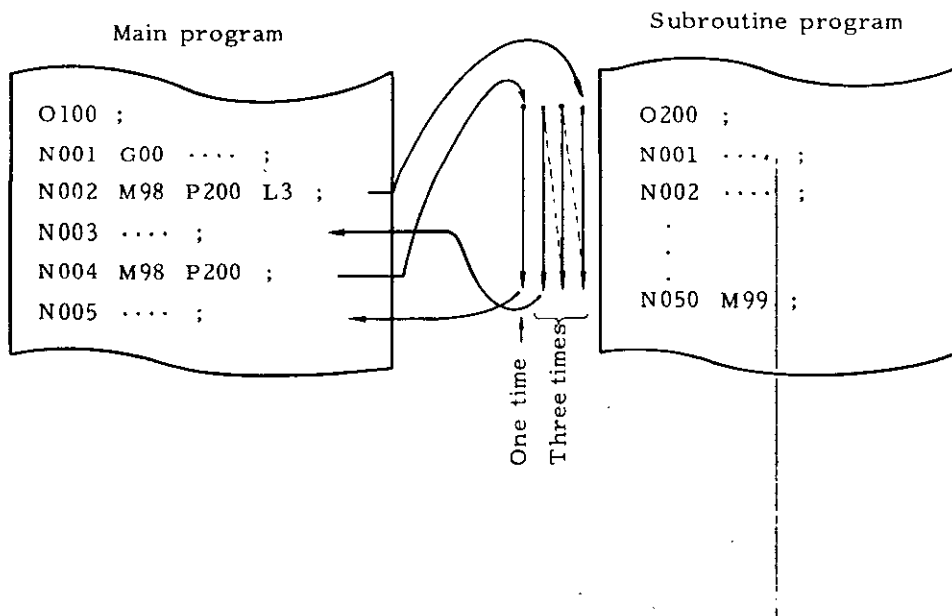 Main program
O100 ;
N001 G00 ···· ;
N002 M98 P200 L3 ;
N003 ···· ;
N004 M98 P200 ;
N005 ···· ;
One time
Three times
Subroutine program
O200 ;
N001 ···· ;
N002 ···· ;
.
.
.
N050 M99 ;